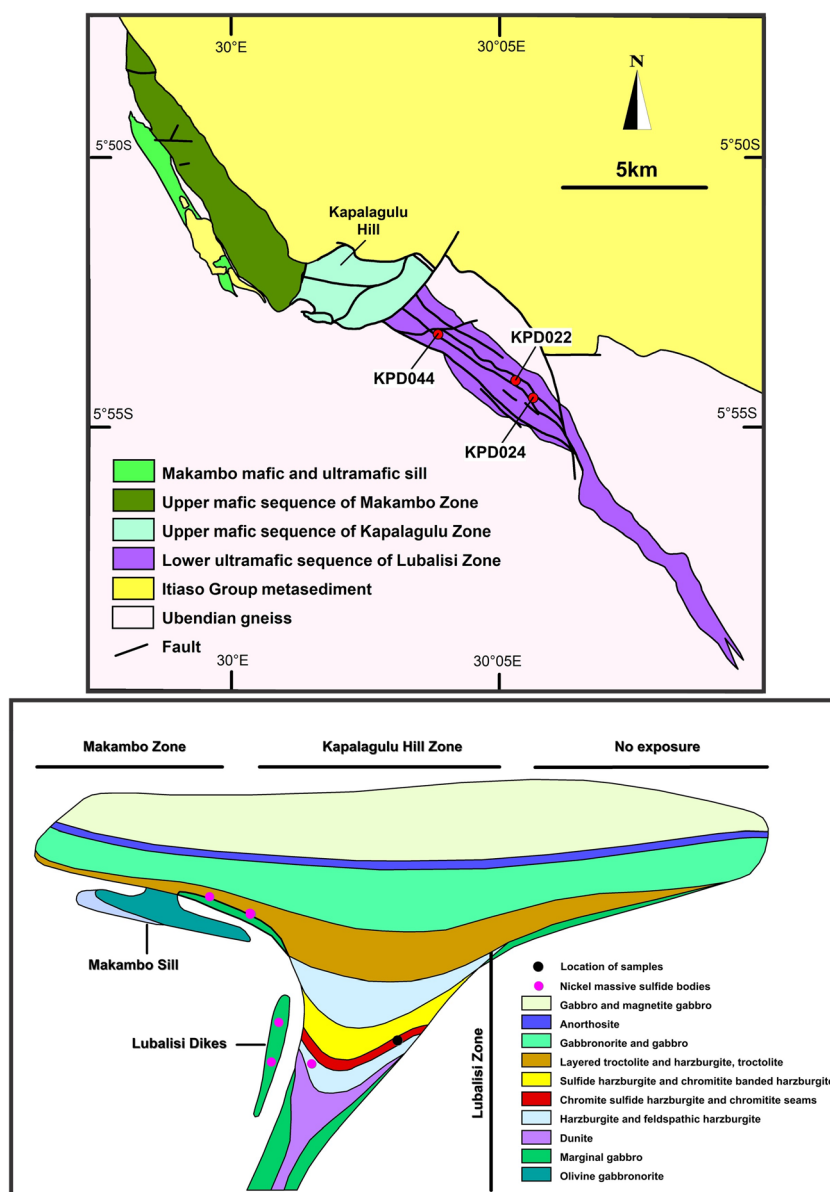 30°E
30°05E
N
5°50S
5°50S
5km
Kapalagulu
Hill
KPD022
KPD044
KPD024
5°55S
5°55S
Makambo mafic and ultramafic sill
Upper mafic sequence of Makambo Zone
Upper mafic sequence of Kapalagulu Zone
Lower ultramafic sequence of Lubalisi Zone
Itiaso Group metasediment
Ubendian gneiss
Fault
30°E
30°05E
Makambo Zone
Kapalagulu Hill Zone
No exposure
Makambo Sill
Lubalisi Dikes
Lubalisi Zone
Location of samples
Nickel massive sulfide bodies
Gabbro and magnetite gabbro
Anorthosite
Gabbronorite and gabbro
Layered troctolite and harzburgite, troctolite
Sulfide harzburgite and chromitite banded harzburgite
Chromite sulfide harzburgite and chromitite seams
Harzburgite and feldspathic harzburgite
Dunite
Marginal gabbro
Olivine gabbronorite